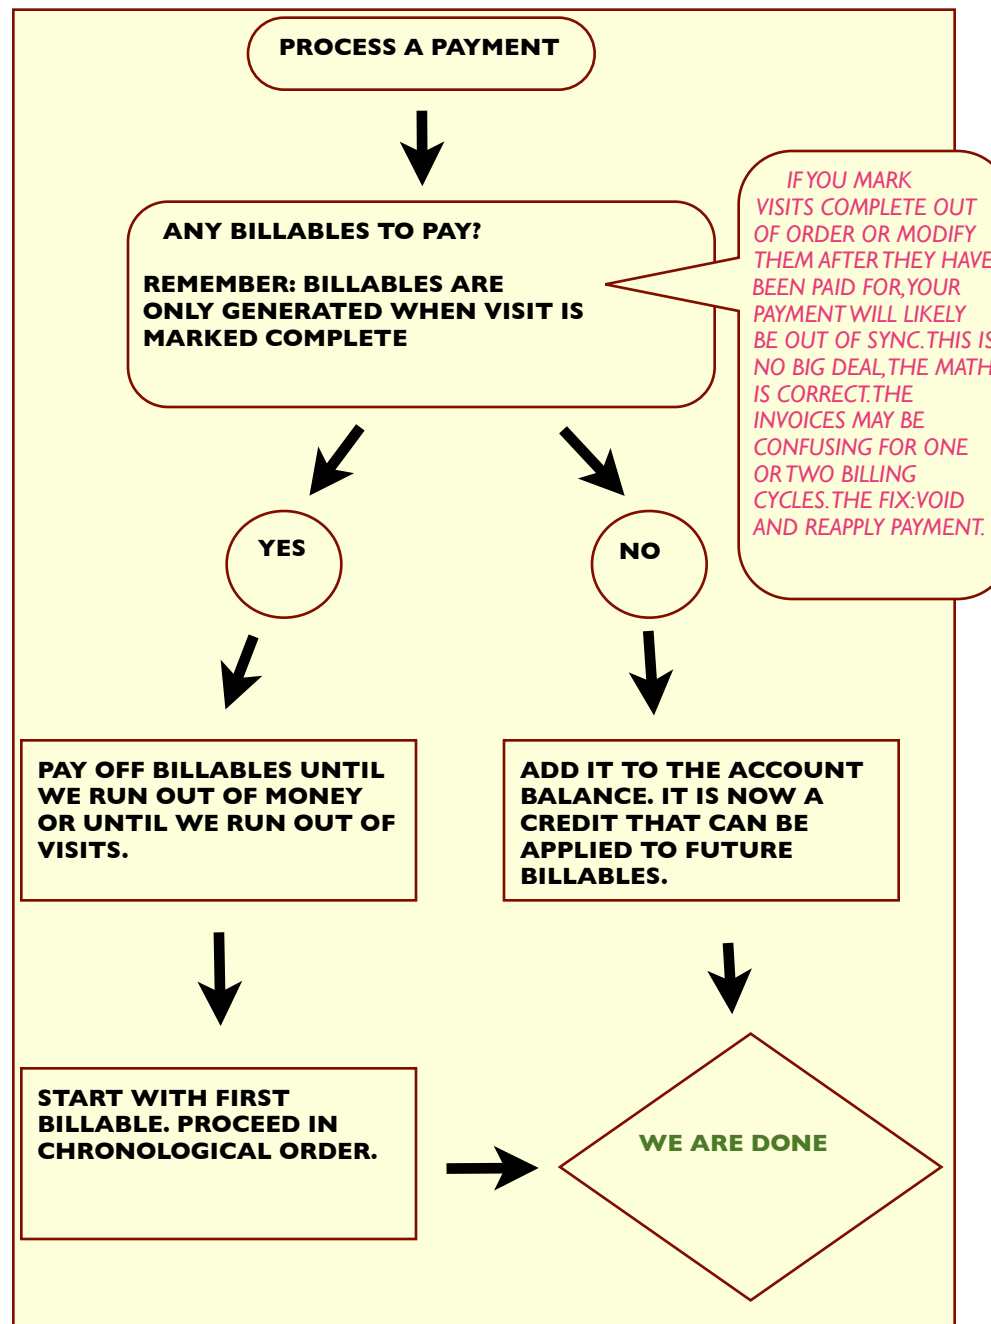 PROCESS A PAYMENT
ANY BILLABLES TO PAY?
REMEMBER: BILLABLES ARE
ONLY GENERATED WHEN VISIT IS
MARKED COMPLETE
IF YOU MARK
VISITS COMPLETE OUT
OF ORDER OR MODIFY
THEM AFTER THEY HAVE
BEEN PAID FOR, YOUR
PAYMENT WILL LIKELY
BE OUT OF SYNC. THIS IS
NO BIG DEAL, THE MATH
IS CORRECT. THE
INVOICES MAY BE
CONFUSING FOR ONE
OR TWO BILLING
CYCLES. THE FIX: VOID
AND REAPPLY PAYMENT.
YES
NO
PAY OFF BILLABLES UNTIL
WE RUN OUT OF MONEY
OR UNTIL WE RUN OUT OF
VISITS.
ADD IT TO THE ACCOUNT
BALANCE. IT IS NOW A
CREDIT THAT CAN BE
APPLIED TO FUTURE
BILLABLES.
START WITH FIRST
BILLABLE. PROCEED IN
CHRONOLOGICAL ORDER.
WE ARE DONE